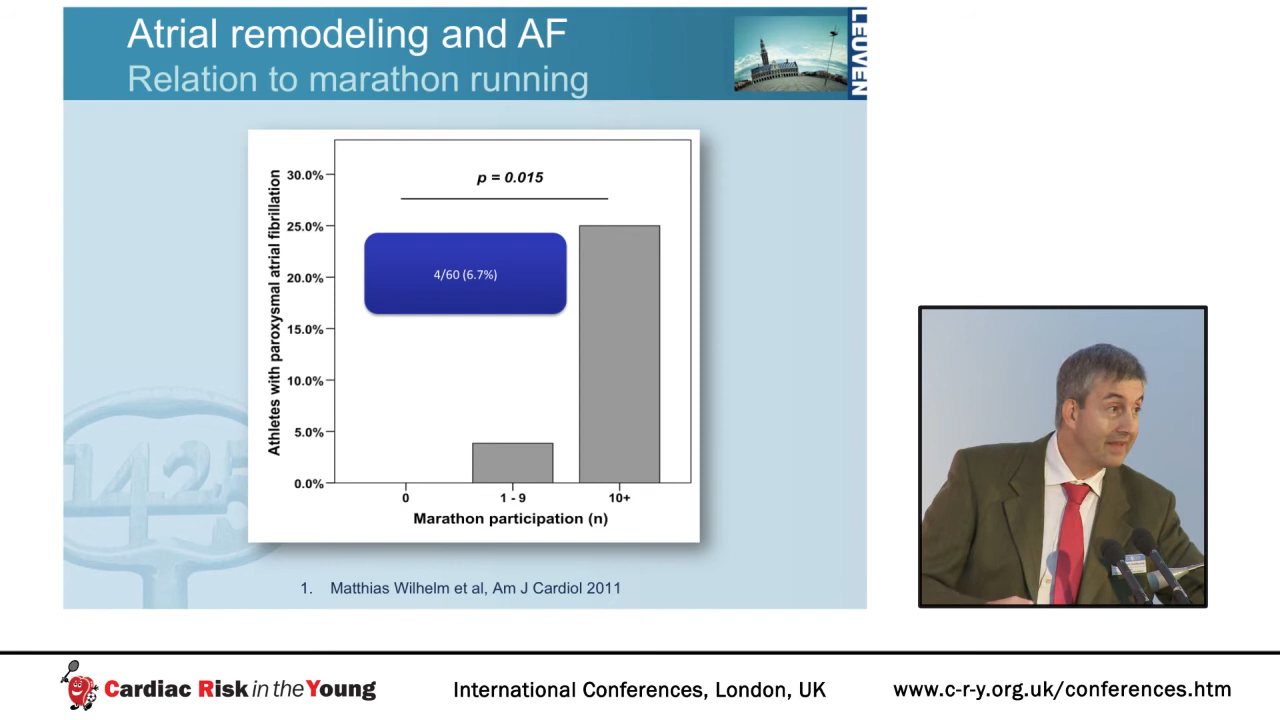 Atrial remodeling and AF
Relation to marathon running
LEUVEN
Athletes with paroxysmal atrial fibrillation
30.0%
25.0%
20.0%
15.0%
10.0%
5.0%
0.0%
p = 0.015
4/60 (6.7%)
0
1 - 9
10+
Marathon participation (n)
1425
1. Matthias Wilhelm et al, Am J Cardiol 2011
Cardiac Risk in the Young
International Conferences, London, UK
www.c-r-y.org.uk/conferences.htm